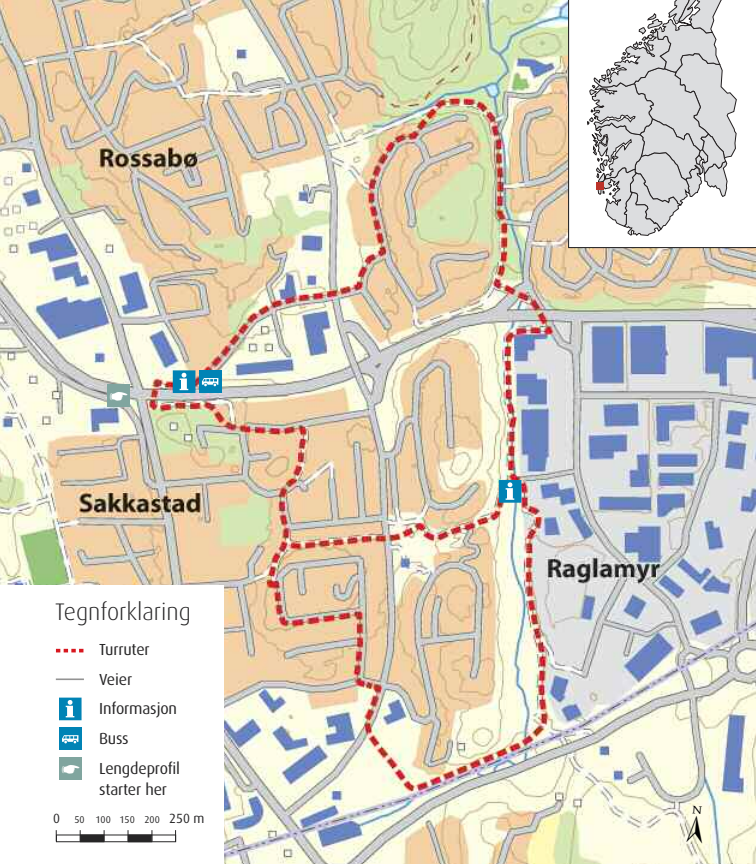 Rossabø
Sakkastad
Raglamyr
Tegnforklaring
Turruter
Veier
Informasjon
Buss
Lengdeprofil
starter her
0 50 100 150 200 250 m
N